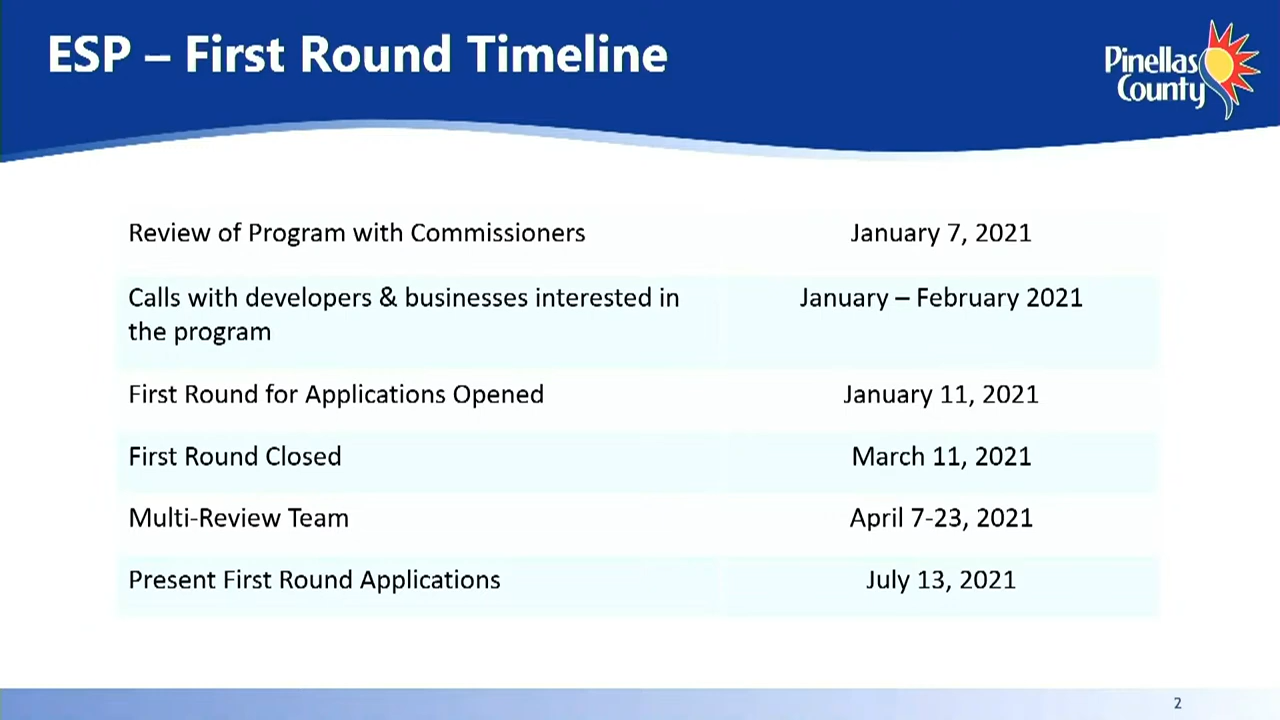 ESP – First Round Timeline
Pinellas
County
Review of Program with Commissioners
January 7, 2021
Calls with developers & businesses interested in
the program
January – February 2021
First Round for Applications Opened
January 11, 2021
First Round Closed
March 11, 2021
Multi-Review Team
April 7-23, 2021
Present First Round Applications
July 13, 2021
2